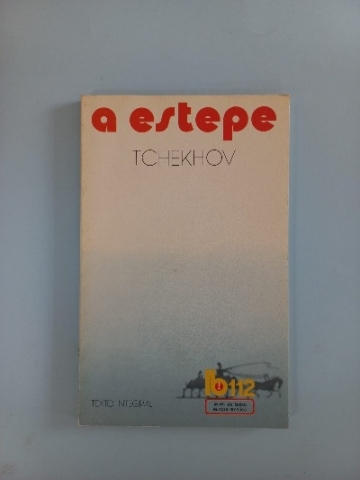 a estepe
TCHEKHOV
112
TEXTO INTEGRAL